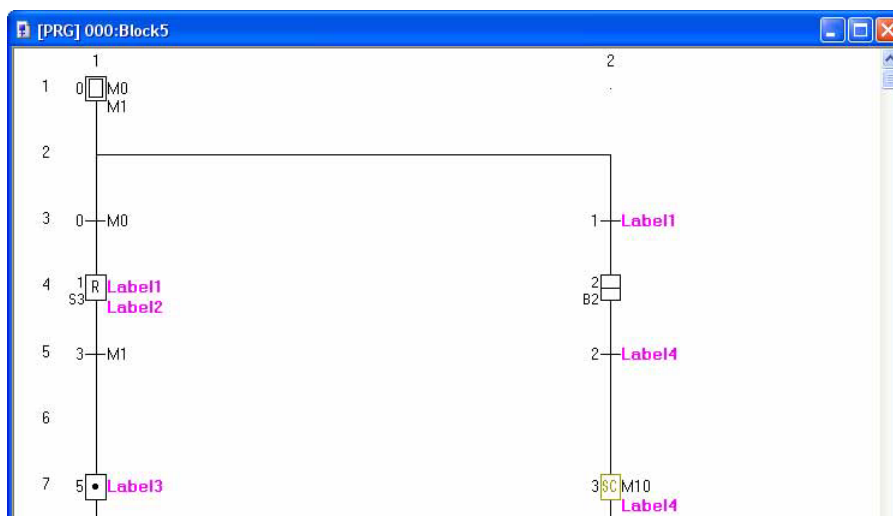 [PRG] 000:Block5
1 2
1 0 M0
M1
2
3 0 M0 1 Label1
4 1 R Label1 2
S3 Label2 B2
5 3 M1 2 Label4
6
7 5 Label3 3 SC M10
Label4